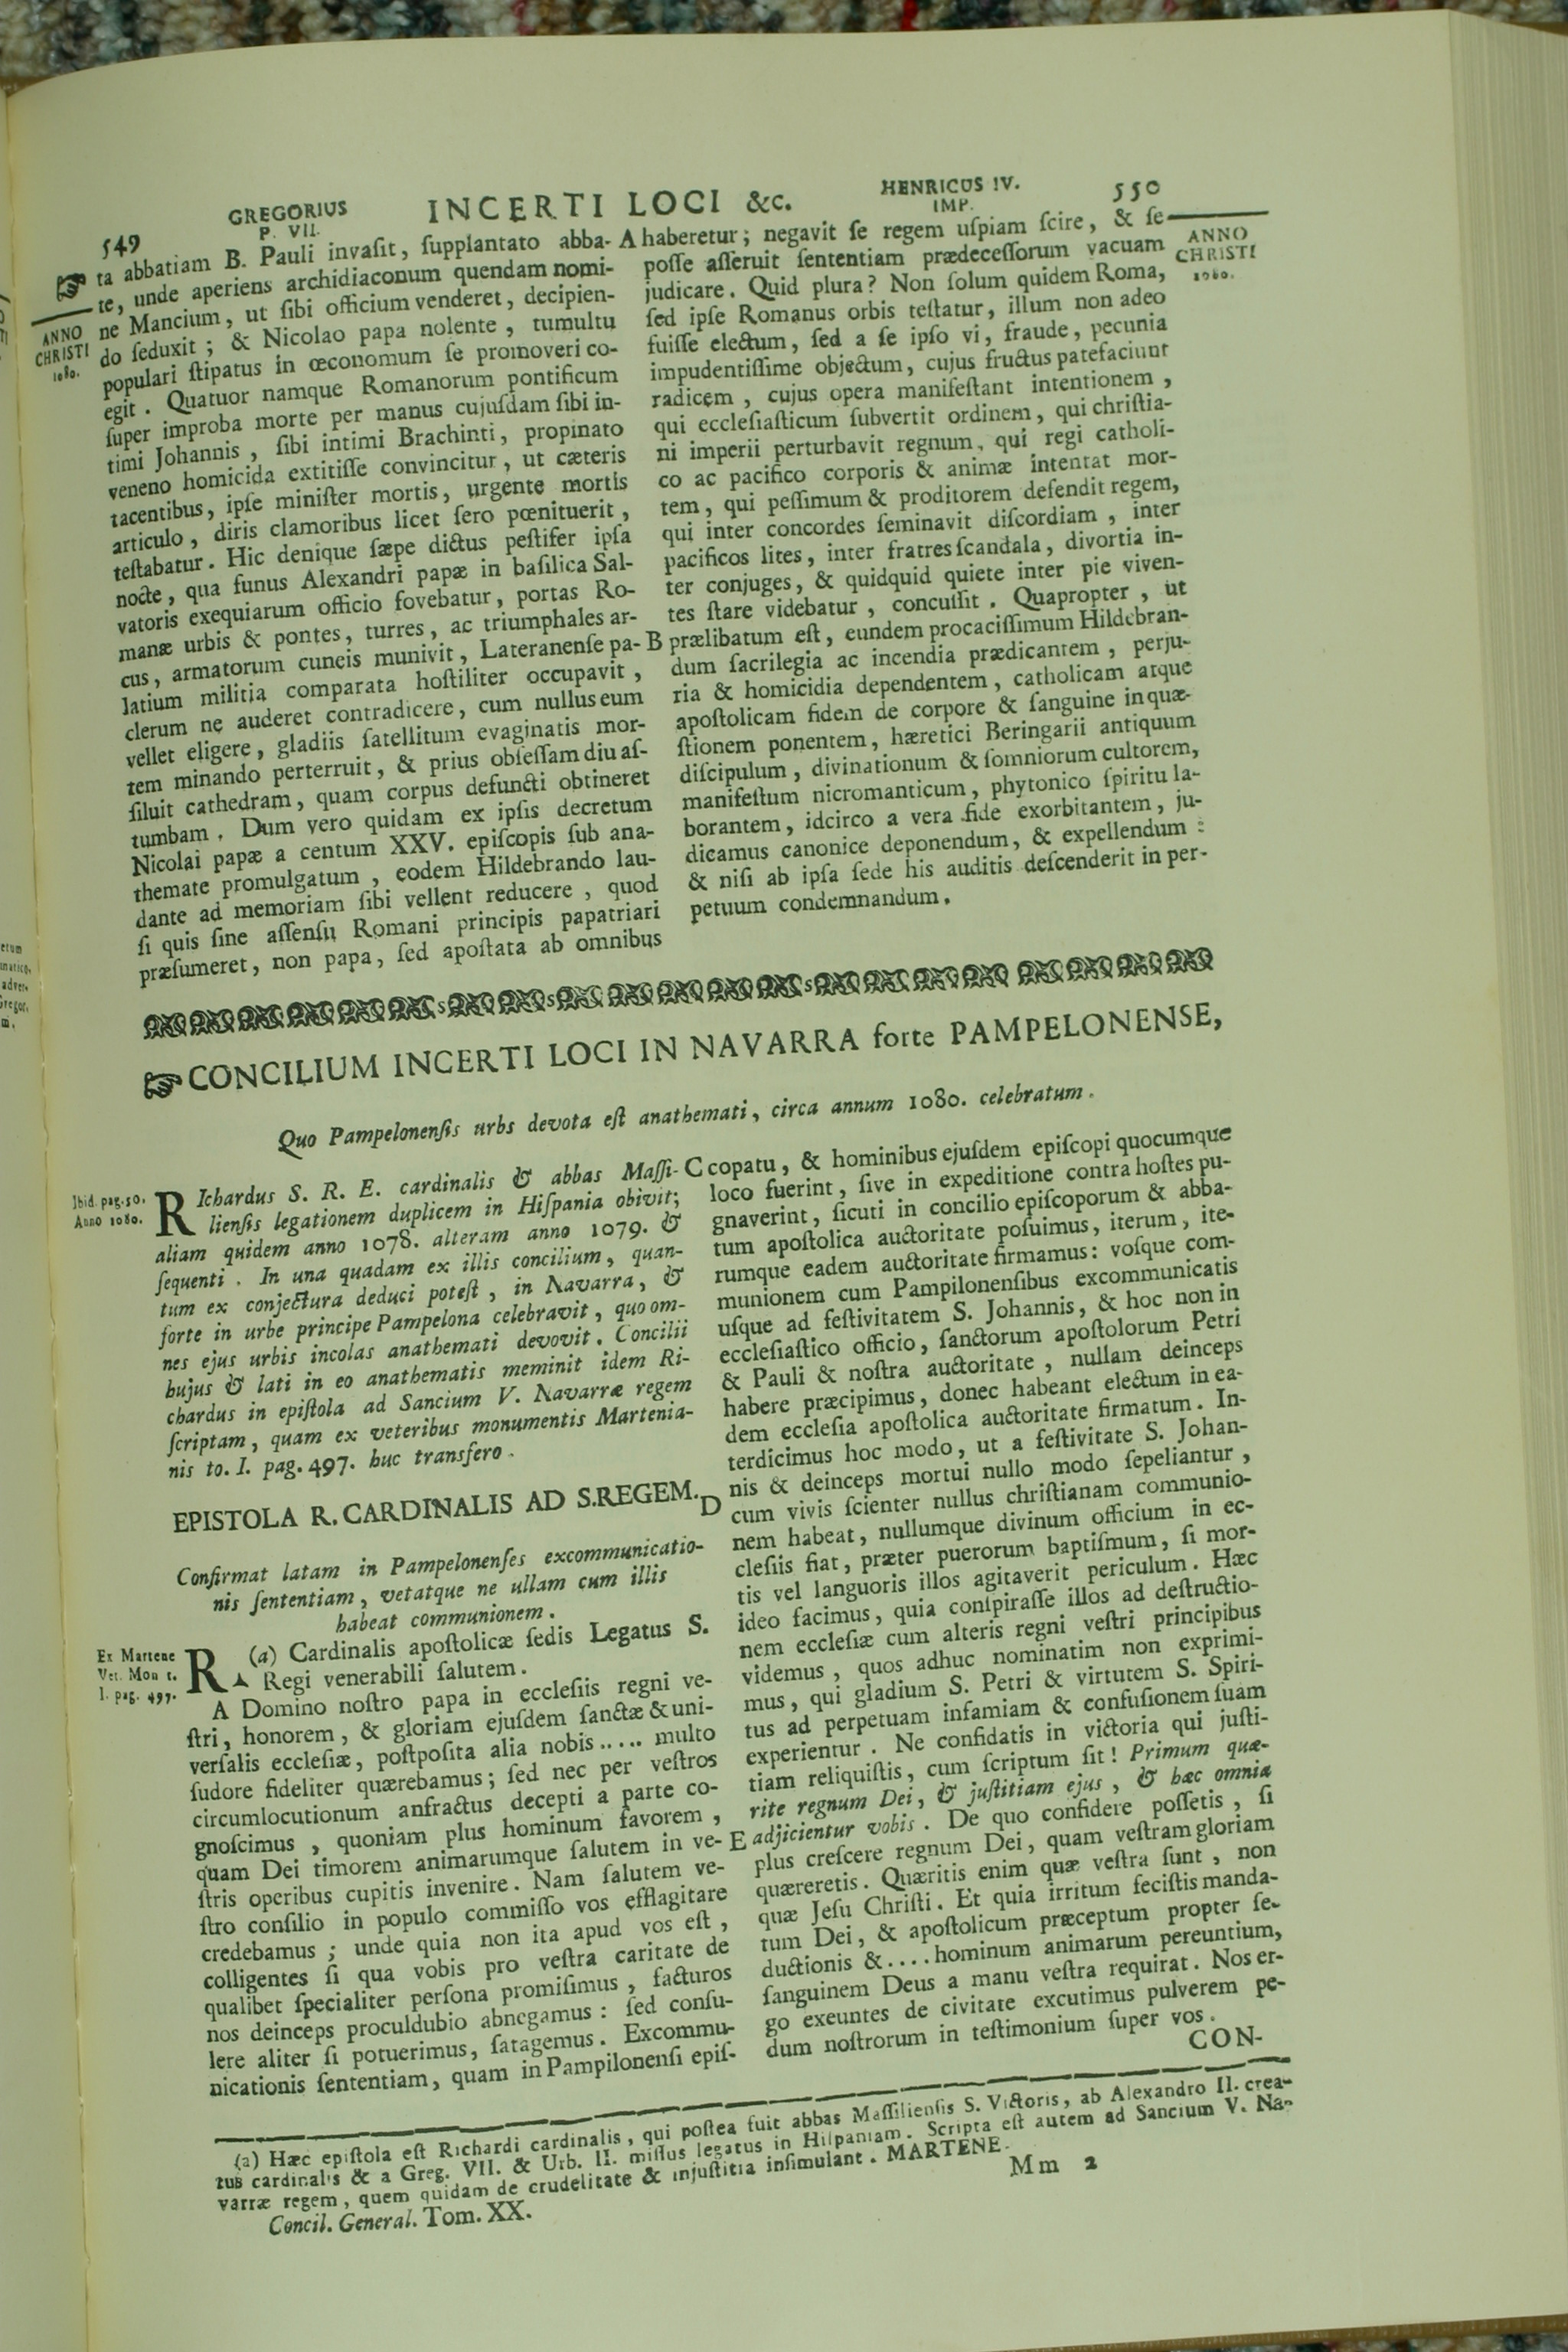 549
GREGORIUS
P. VII.
INCERTI LOCI &c.
HENRICUS IV.
IMP.
550
ta abbatiam B. Pauli invaſit, ſupplantato abba-
te, unde aperiens archidiaconum quendam nomi-
ne Mancium, ut ſibi officium venderet, decipien-
do ſeduxit; & Nicolao papa nolente, tumultu
populari ſtipatus in œconomum ſe promoveri co-
egit. Quatuor namque Romanorum pontificum
ſuper improba morte per manus cujuſdam ſibi in-
timi Johannis, ſibi intimi Brachinti, propinato
veneno homicida extitiſſe convincitur, ut cæteris
tacentibus, ipſe miniſter mortis, urgente mortis
articulo, diris clamoribus licet ſero pœnituerit,
teſtabatur. Hic denique ſæpe dictus peſtifer ipſa
nocte, qua funus Alexandri papæ in baſilica Sal-
vatoris exequiarum officio fovebatur, portas Ro-
manæ urbis & pontes, turres, ac triumphales ar-
cus, armatorum cuneis munivit, Lateranenſe pa-
latium militia comparata hoſtiliter occupavit,
clerum ne auderet contradicere, cum nullus eum
vellet eligere, gladiis ſatellitum evaginatis mor-
tem minando perterruit, & prius obſeſſam diu aſ-
ſiluit cathedram, quam corpus defuncti obtineret
tumbam. Dum vero quidam ex ipſis decretum
Nicolai papæ a centum XXV. epiſcopis ſub ana-
themate promulgatum, eodem Hildebrando lau-
dante ad memoriam ſibi vellent reducere, quod
ſi quis ſine aſſenſu Romani principis papatriari
præſumeret, non papa, ſed apoſtata ab omnibus
ANNO
CHRISTI
1080.
A haberetur; negavit ſe regem uſpiam ſcire, & ſe
poſſe aſſeruit ſententiam prædeceſſorum vacuam
judicare. Quid plura? Non ſolum quidem Roma,
ſed ipſe Romanus orbis teſtatur, illum non adeo
fuiſſe electum, ſed a ſe ipſo vi, fraude, pecunia
impudentiſſime objectum, cujus fructus patefaciunt
radicem, cujus opera manifeſtant intentionem,
qui eccleſiaſticum ſubvertit ordinem, qui chriſtia-
ni imperii perturbavit regnum, qui regi catholi-
co ac pacifico corporis & animæ intentat mor-
tem, qui peſſimum & proditorem defendit regem,
qui inter concordes ſeminavit diſcordiam, inter
pacificos lites, inter fratres ſcandala, divortia in-
ter conjuges, & quidquid quiete inter pie viven-
tes ſtare videbatur, concuſſit. Quapropter, ut
B prælibatum eſt, eundem procaciſſimum Hildebran-
dum ſacrilegia ac incendia prædicantem, perju-
ria & homicidia dependentem, catholicam atque
apoſtolicam fidem de corpore & ſanguine in quæ-
ſtionem ponentem, hæretici Beringarii antiquum
diſcipulum, divinationum & ſomniorum cultorem,
manifeſtum nicromanticum, phytonico ſpiritu la-
borantem, idcirco a vera fide exorbitantem, ju-
dicamus canonice deponendum, & expellendum:
& niſi ab ipſa ſede his auditis deſcenderit in per-
petuum condemnandum.
ANNO
CHRISTI
1080.
☞ CONCILIUM INCERTI LOCI IN NAVARRA forte PAMPELONENSE,
Quo Pampelonenſis urbs devota eſt anathemati, circa annum 1080. celebratum.
Ibid. pag. 50.
Anno 1080.
RIchardus S. R. E. cardinalis & abbas Maſſi-
lienſis legationem duplicem in Hiſpania obivit;
aliam quidem anno 1078. alteram anno 1079. &
ſequenti. In una quadam ex illis concilium, quan-
tum ex conjectura deduci poteſt, in Navarra, &
forte in urbe principe Pampelona celebravit, quo om-
nes ejus urbis incolas anathemati devovit. Concilii
hujus & lati in eo anathematis meminit idem Ri-
chardus in epiſtola ad Sancium V. Navarræ regem
ſcriptam, quam ex veteribus monumentis Martenia-
nis to. I. pag. 497. huc transfero.
EPISTOLA R. CARDINALIS AD S. REGEM.
Confirmat latam in Pampelonenſes excommunicatio-
nis ſententiam, vetatque ne ullam cum illis
habeat communionem.
Ex Martene
Vet. Mon t.
I. pag. 497.
R. (a) Cardinalis apoſtolicæ ſedis Legatus S.
Regi venerabili ſalutem.
A Domino noſtro papa in eccleſiis regni ve-
ſtri, honorem, & gloriam ejuſdem ſanctæ & uni-
verſalis eccleſiæ, poſtpoſita alia nobis ..... multo
ſudore fideliter quærebamus; ſed nec per veſtros
circumlocutionum anfractus decepti a parte co-
gnoſcimus, quoniam plus hominum favorem,
quam Dei timorem animarumque ſalutem in ve-
ſtris operibus cupitis invenire. Nam ſalutem ve-
ſtro conſilio in populo commiſſo vos efflagitare
credebamus; unde quia non ita apud vos eſt,
colligentes ſi qua vobis pro veſtra caritate de
qualibet ſpecialiter perſona promiſimus, facturos
nos deinceps proculdubio abnegamus: ſed conſu-
lere aliter ſi potuerimus, ſatagemus. Excommu-
nicationis ſententiam, quam in Pampilonenſi epiſ-
C copatu, & hominibus ejuſdem epiſcopi quocumque
loco fuerint, ſive in expeditione contra hoſtes pu-
gnaverint, ſicuti in concilio epiſcoporum & abba-
tum apoſtolica auctoritate poſuimus, iterum, ite-
rumque eadem auctoritate firmamus: voſque com-
munionem cum Pampilonenſibus excommunicatis
uſque ad feſtivitatem S. Johannis, & hoc non in
eccleſiaſtico officio, ſanctorum apoſtolorum Petri
& Pauli & noſtra auctoritate, nullam deinceps
habere præcipimus, donec habeant electum in ea-
dem eccleſia apoſtolica auctoritate firmatum. In-
terdicimus hoc modo, ut a feſtivitate S. Johan-
D nis & deinceps mortui nullo modo ſepeliantur,
cum vivis ſcienter nullus chriſtianam communio-
nem habeat, nullumque divinum officium in ec-
cleſiis fiat, præter puerorum baptiſmum, ſi mor-
tis vel languoris illos agitaverit periculum. Hæc
ideo facimus, quia conſpiraſſe illos ad deſtructio-
nem eccleſiæ cum alteris regni veſtri principibus
videmus, quos adhuc nominatim non exprimi-
mus, qui gladium S. Petri & virtutem S. Spiri-
tus ad perpetuam infamiam & confuſionem ſuam
experientur. Ne confidatis in victoria qui juſti-
tiam reliquiſtis, cum ſcriptum ſit! Primum quæ-
rite regnum Dei, & juſtitiam ejus, & hæc omnia
E adjicientur vobis. De quo confidere poſſetis, ſi
plus creſcere regnum Dei, quam veſtram gloriam
quæreretis. Quæritis enim quæ veſtra ſunt, non
quæ Jeſu Chriſti. Et quia irritum feciſtis manda-
tum Dei, & apoſtolicum præceptum propter ſe-
ductionis & .... hominum animarum pereuntium,
ſanguinem Deus a manu veſtra requirat. Nos er-
go exeuntes de civitate excutimus pulverem pe-
dum noſtrorum in teſtimonium ſuper vos.
CON-
(a) Hæc epiſtola eſt Richardi cardinalis, qui poſtea fuit abbas Maſſilienſis S. Victoris, ab Alexandro II. crea-
tus cardinalis & a Greg. VII. & Urb. II. miſſus legatus in Hiſpaniam. Scripta eſt autem ad Sancium V. Na-
varræ regem, quem quidam de crudelitate & injuſtitia inſimulant. MARTENE.
Concil. General. Tom. XX.
Mm 2